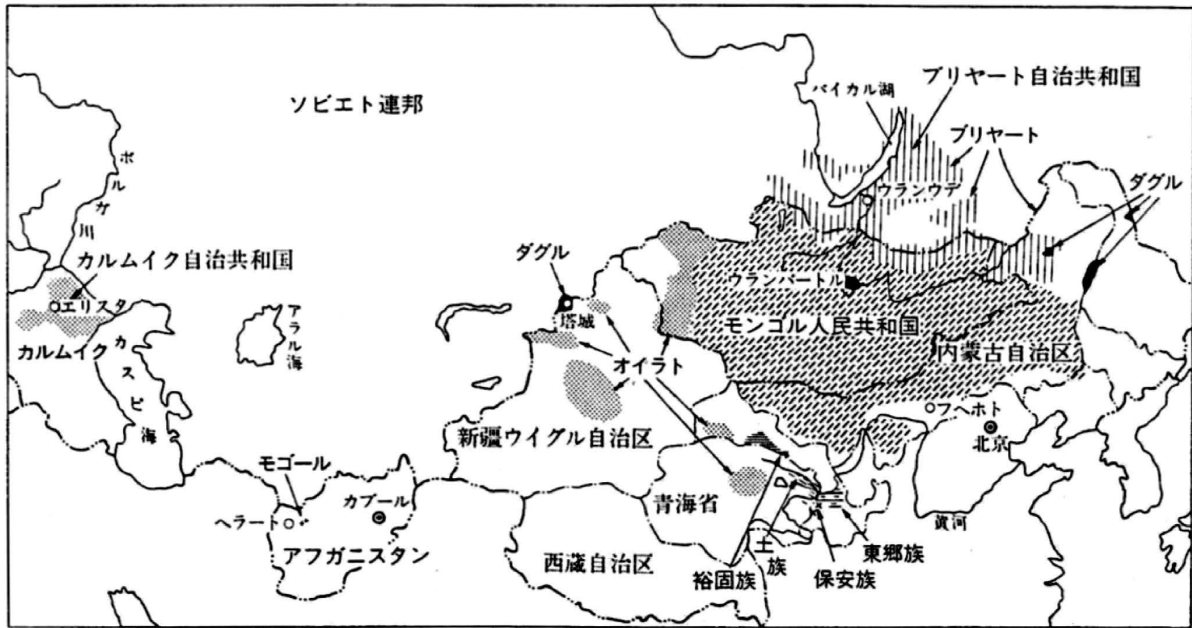 ソビエト連邦
バイカル湖
ブリヤート自治共和国
ブリヤート
ダグル
ウランウデ
ボルガ川
カルムイク自治共和国
エリスタ
カルムイク
カスピ海
アラル海
ダグル
塔城
オイラト
ウランバートル
モンゴル人民共和国
内蒙古自治区
フヘホト
北京
新疆ウイグル自治区
モゴール
ヘラート
カブール
アフガニスタン
青海省
西蔵自治区
黄河
裕固族
土族
保安族
東郷族